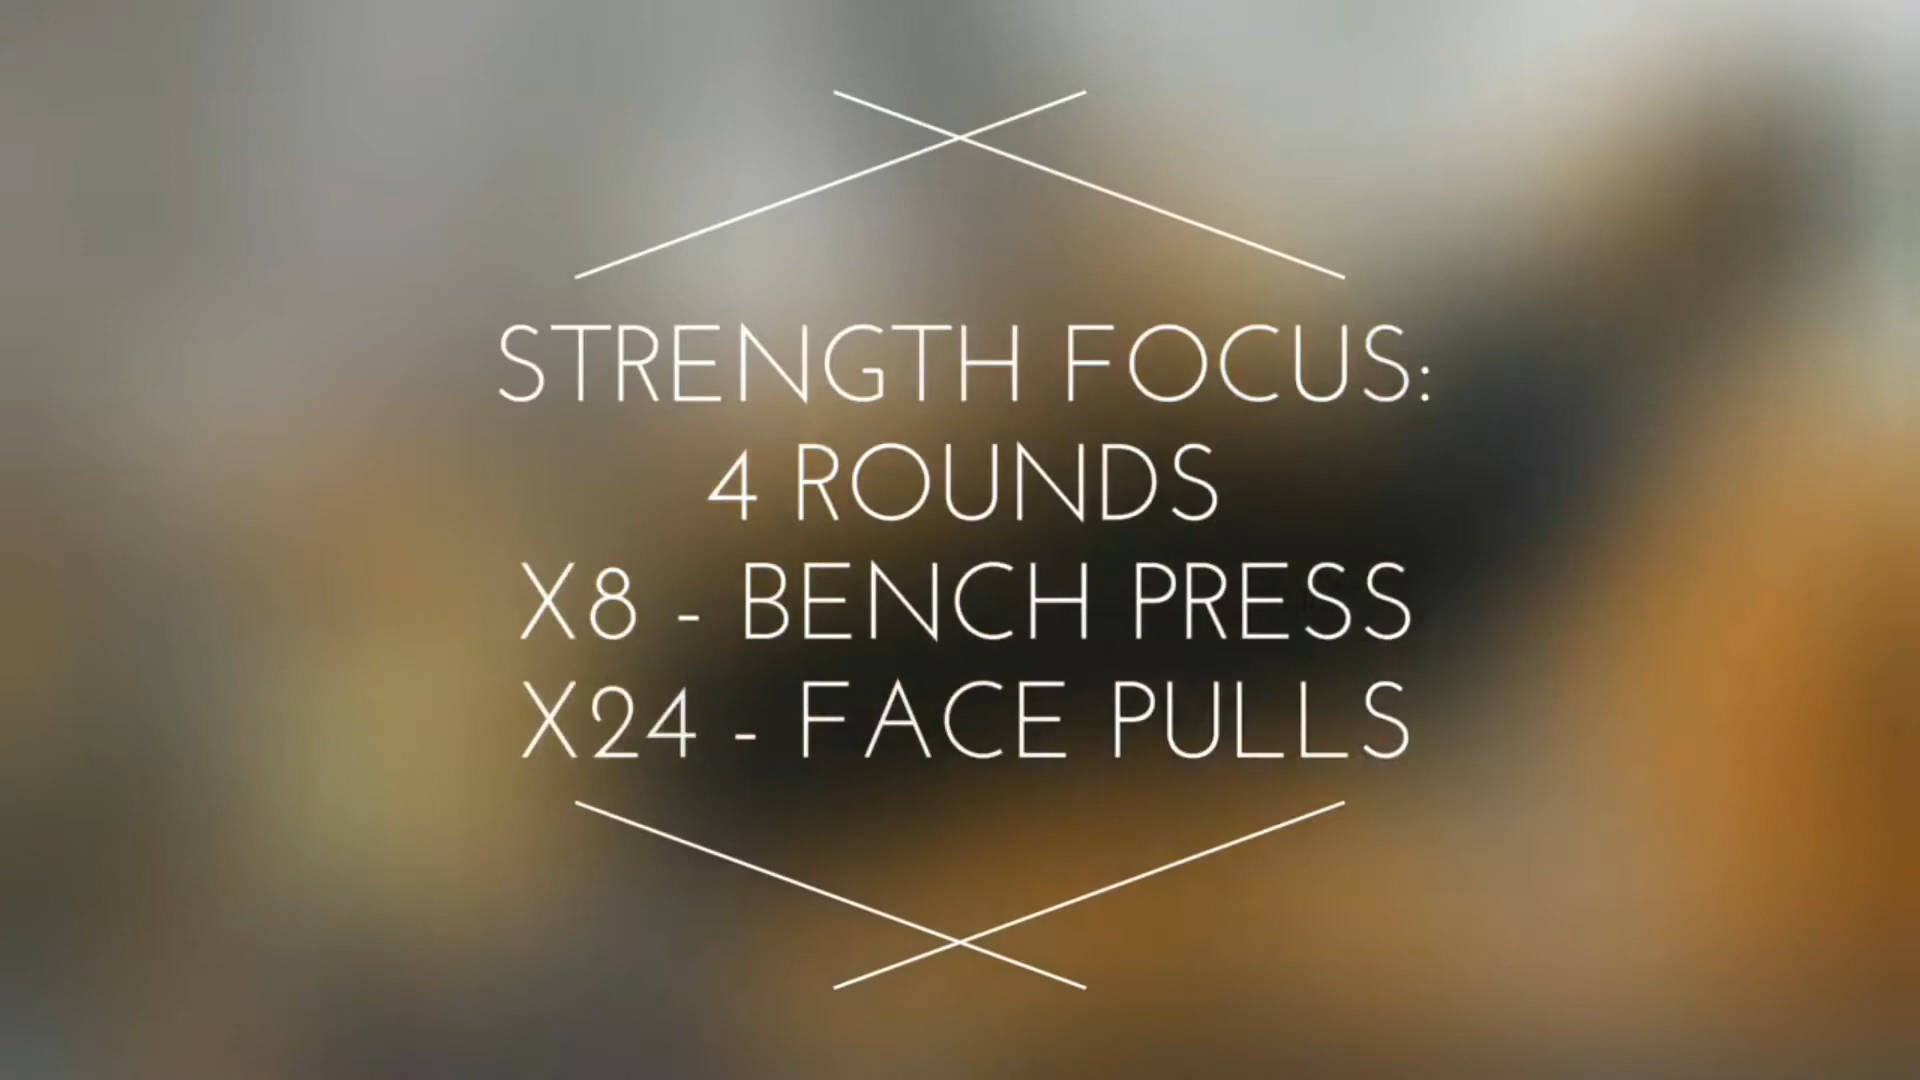 STRENGTH FOCUS:
4 ROUNDS
X8 - BENCH PRESS
X24 - FACE PULLS